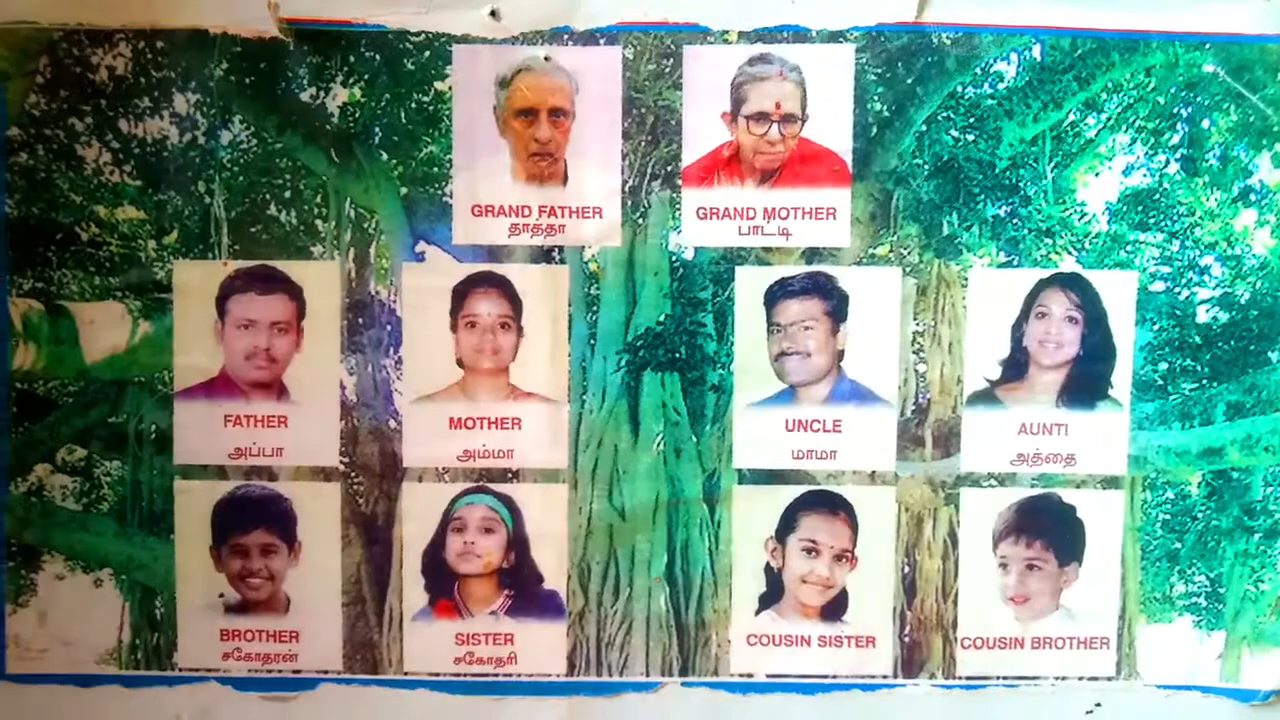 GRAND FATHER
தாத்தா
GRAND MOTHER
பாட்டி
FATHER
அப்பா
MOTHER
அம்மா
UNCLE
மாமா
AUNTI
அத்தை
BROTHER
சகோதரன்
SISTER
சகோதரி
COUSIN SISTER
COUSIN BROTHER